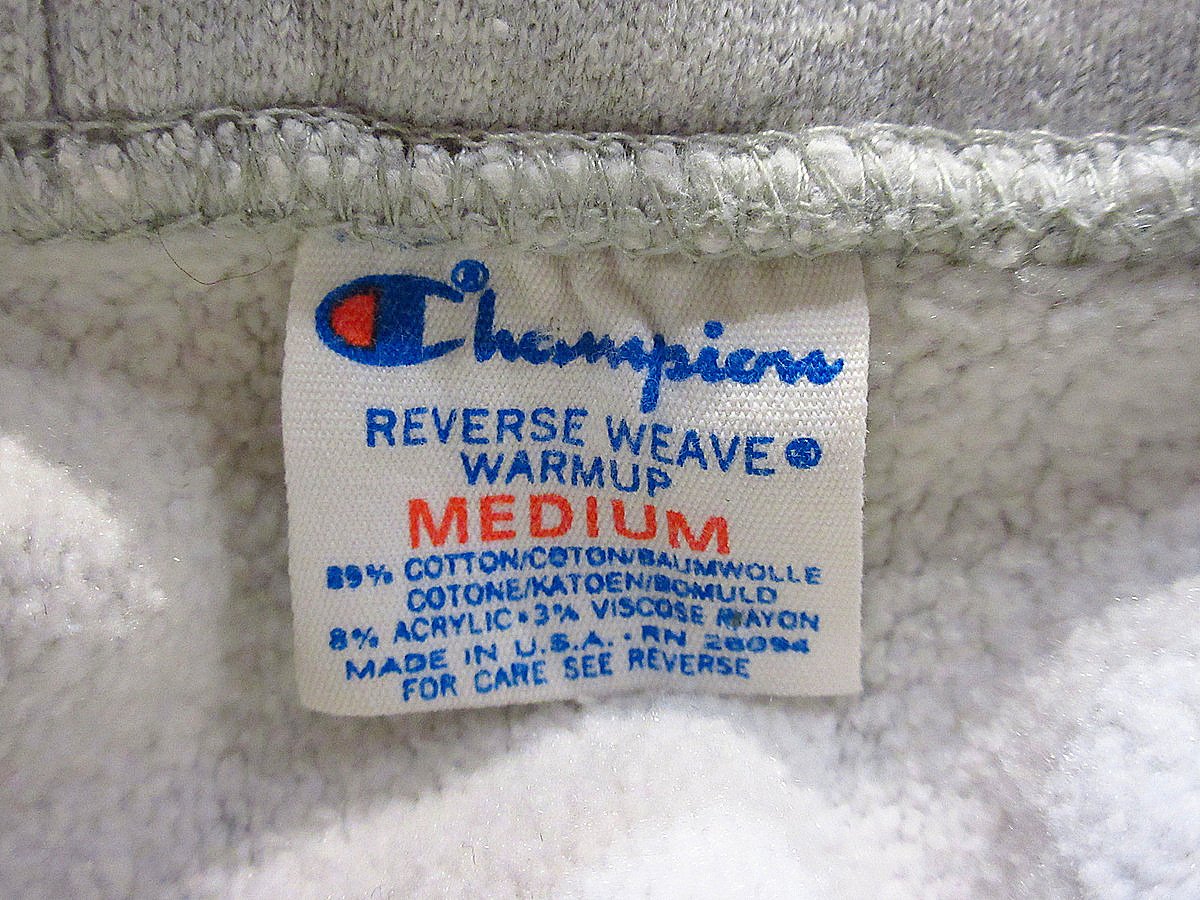 Champion®
REVERSE WEAVE®
WARMUP
MEDIUM
89% COTTON/COTON/BAUMWOLLE
COTONE/KATOEN/BOMULD
8% ACRYLIC•3% VISCOSE RAYON
MADE IN U.S.A. • RN 26094
FOR CARE SEE REVERSE